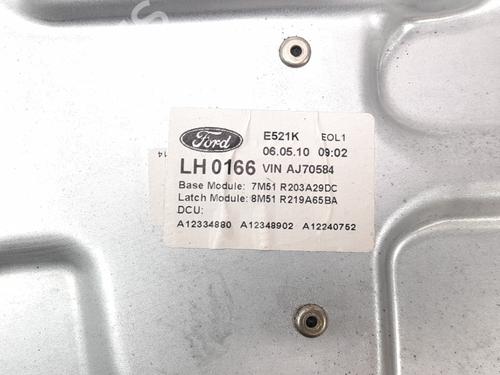 Ford
E521K EOL1
06.05.10 09:02
LH 0166 VIN AJ70584
Base Module: 7M51 R203A29DC
Latch Module: 8M51 R219A65BA
DCU:
A12334880 A12348902 A12240752
14